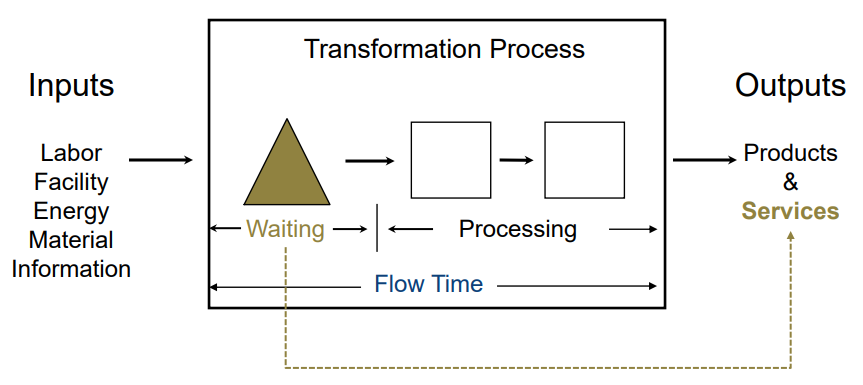 Transformation Process
Inputs
Outputs
Labor
Facility
Energy
Material
Information
Products
&
Services
Waiting
Processing
Flow Time